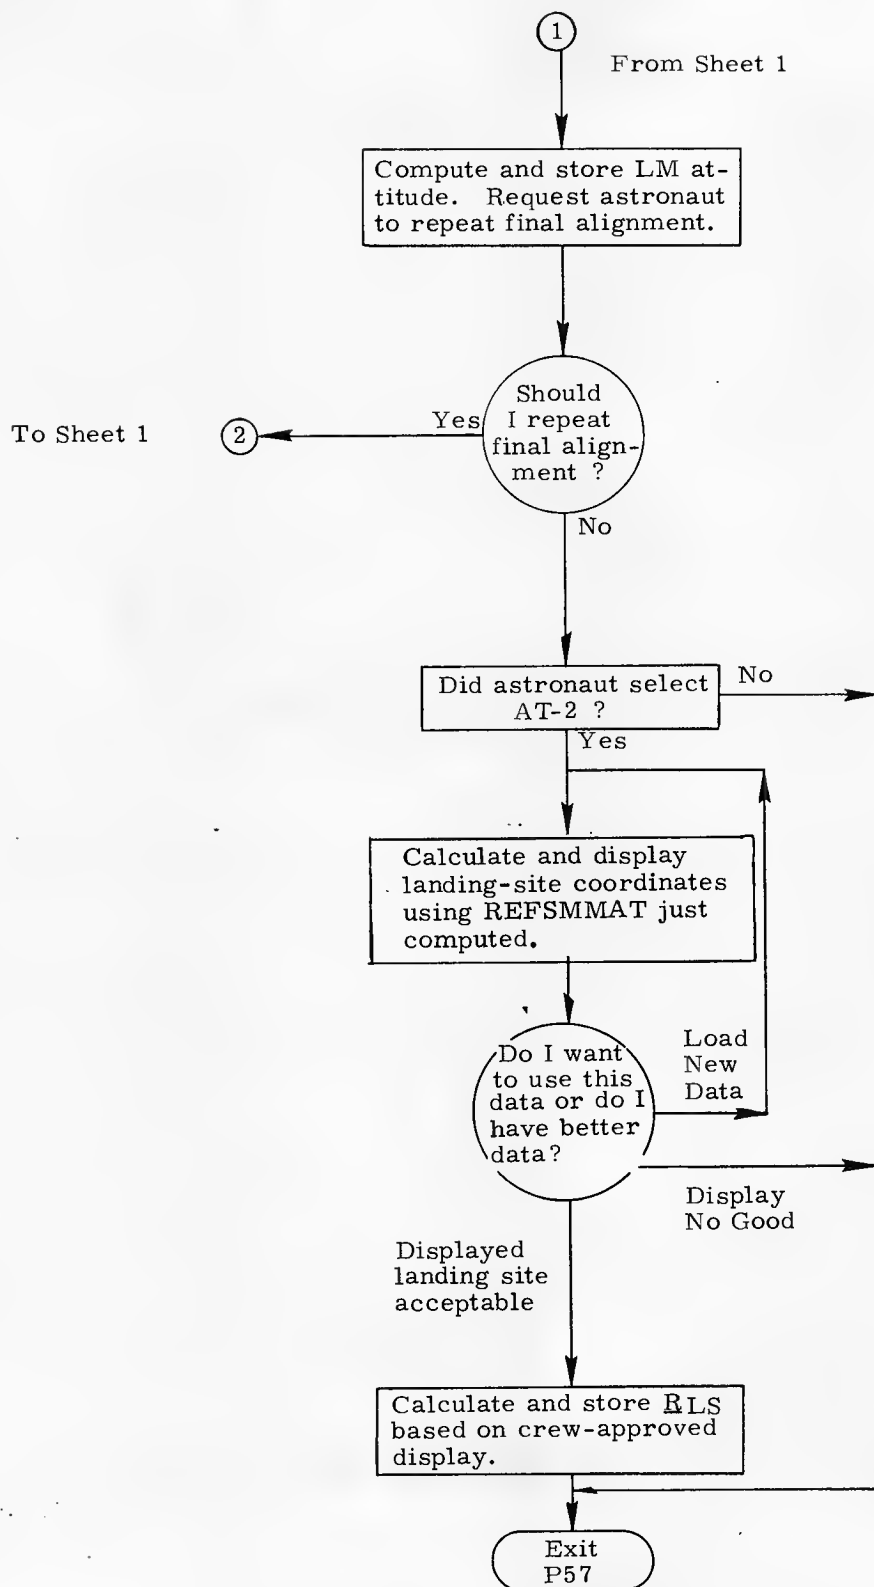 1
From Sheet 1
Compute and store LM at-
titude. Request astronaut
to repeat final alignment.
Should
I repeat
final align-
ment ?
Yes
2
To Sheet 1
No
Did astronaut select
AT-2 ?
No
Yes
Calculate and display
landing-site coordinates
using REFSMMAT just
computed.
Do I want
to use this
data or do I
have better
data?
Load
New
Data
Display
No Good
Displayed
landing site
acceptable
Calculate and store RLS
based on crew-approved
display.
Exit
P57